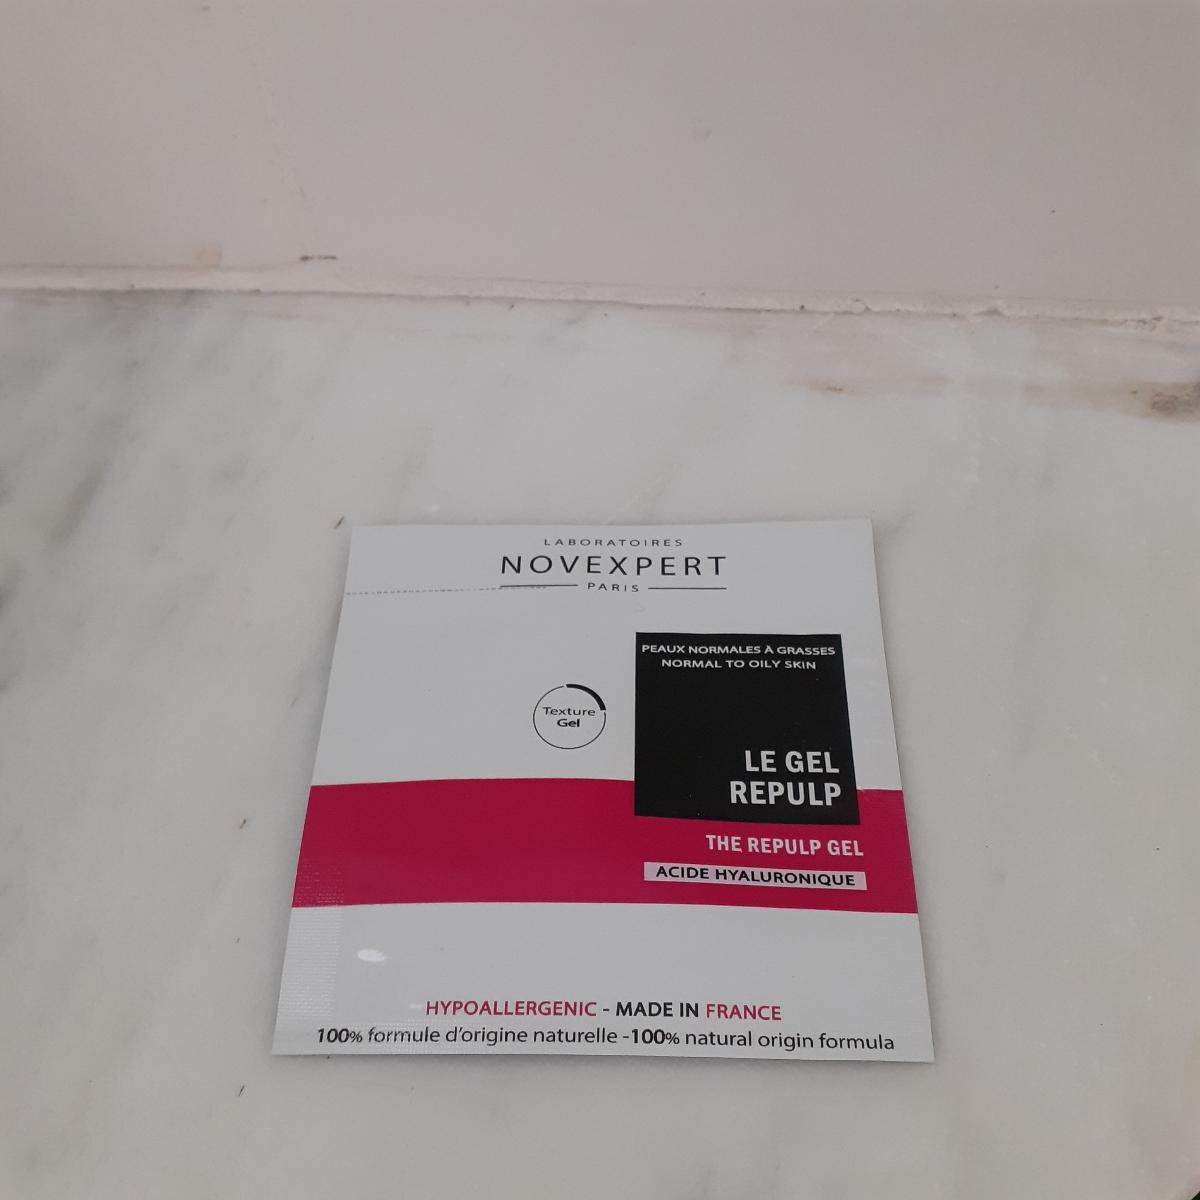 LABORATOIRES
NOVEXPERT
PARIS
PEAUX NORMALES À GRASSES
NORMAL TO OILY SKIN
Texture
Gel
LE GEL
REPULP
THE REPULP GEL
ACIDE HYALURONIQUE
HYPOALLERGENIC - MADE IN FRANCE
100% formule d'origine naturelle -100% natural origin formula